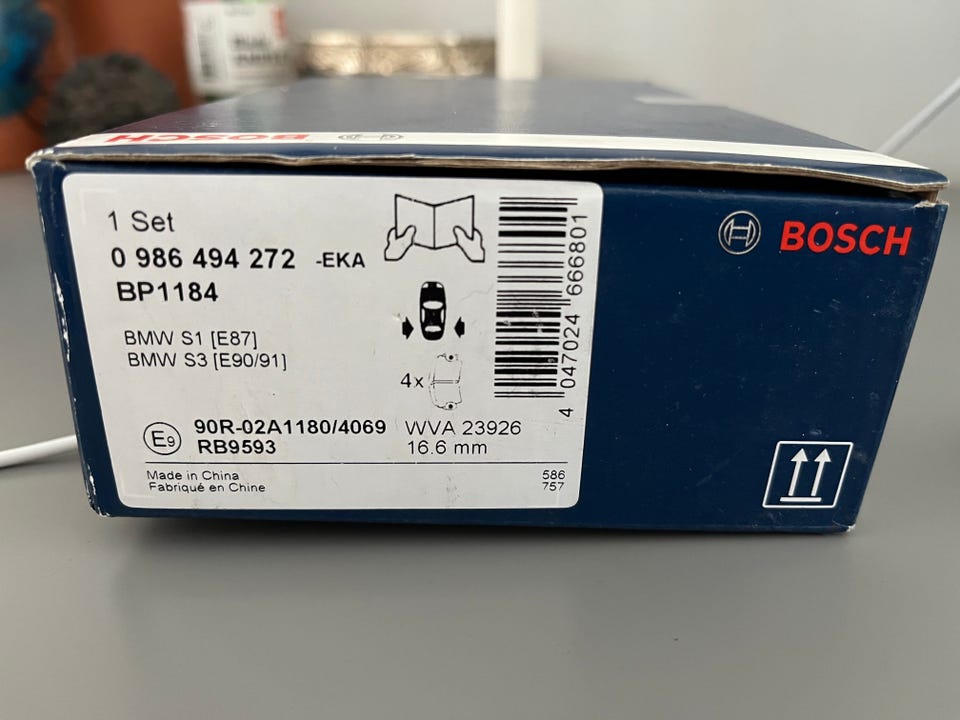 BOSCH
1 Set
0 986 494 272 -EKA
BP1184
BMW S1 [E87]
BMW S3 [E90/91]
4x
E9
90R-02A1180/4069 WVA 23926
RB9593 16.6 mm
Made in China 586
Fabriqué en Chine 757
4 047024 666801
BOSCH